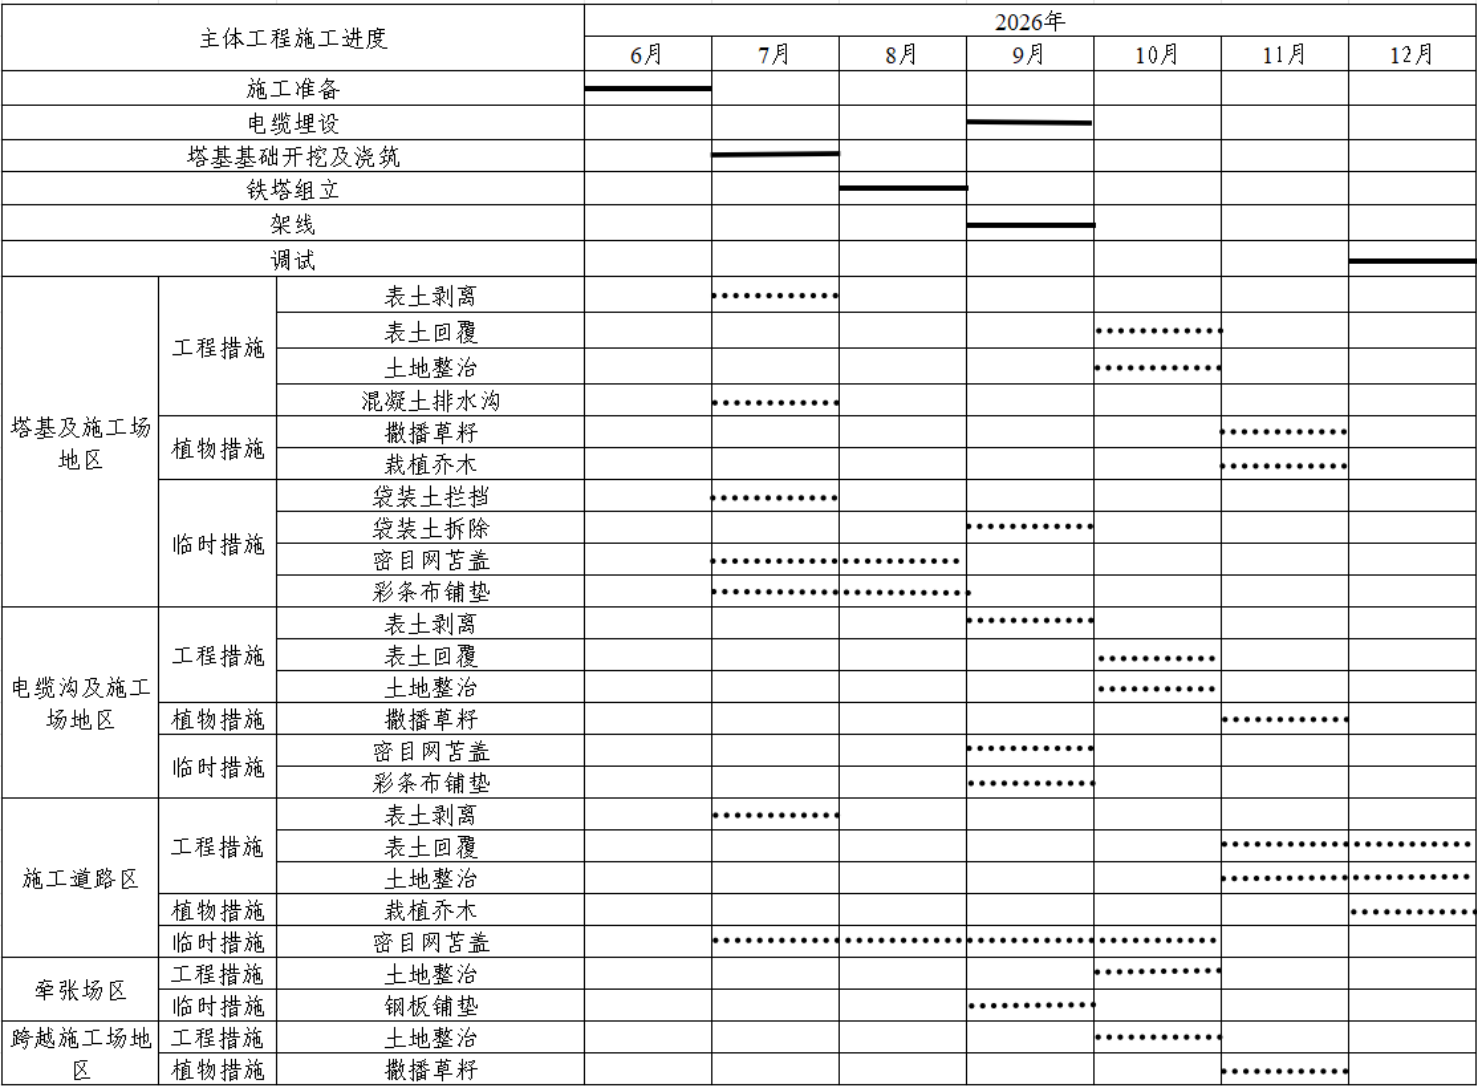 主体工程施工进度
2026年
6月 7月 8月 9月 10月 11月 12月
施工准备
电缆埋设
塔基基础开挖及浇筑
铁塔组立
架线
调试
塔基及施工场
地区
工程措施
表土剥离
表土回覆
土地整治
混凝土排水沟
植物措施
撒播草籽
栽植乔木
临时措施
袋装土拦挡
袋装土拆除
密目网苫盖
彩条布铺垫
电缆沟及施工
场地区
工程措施
表土剥离
表土回覆
土地整治
植物措施
撒播草籽
临时措施
密目网苫盖
彩条布铺垫
施工道路区
工程措施
表土剥离
表土回覆
土地整治
植物措施
栽植乔木
临时措施
密目网苫盖
牵张场区
工程措施
土地整治
临时措施
钢板铺垫
跨越施工场地
区
工程措施
土地整治
植物措施
撒播草籽